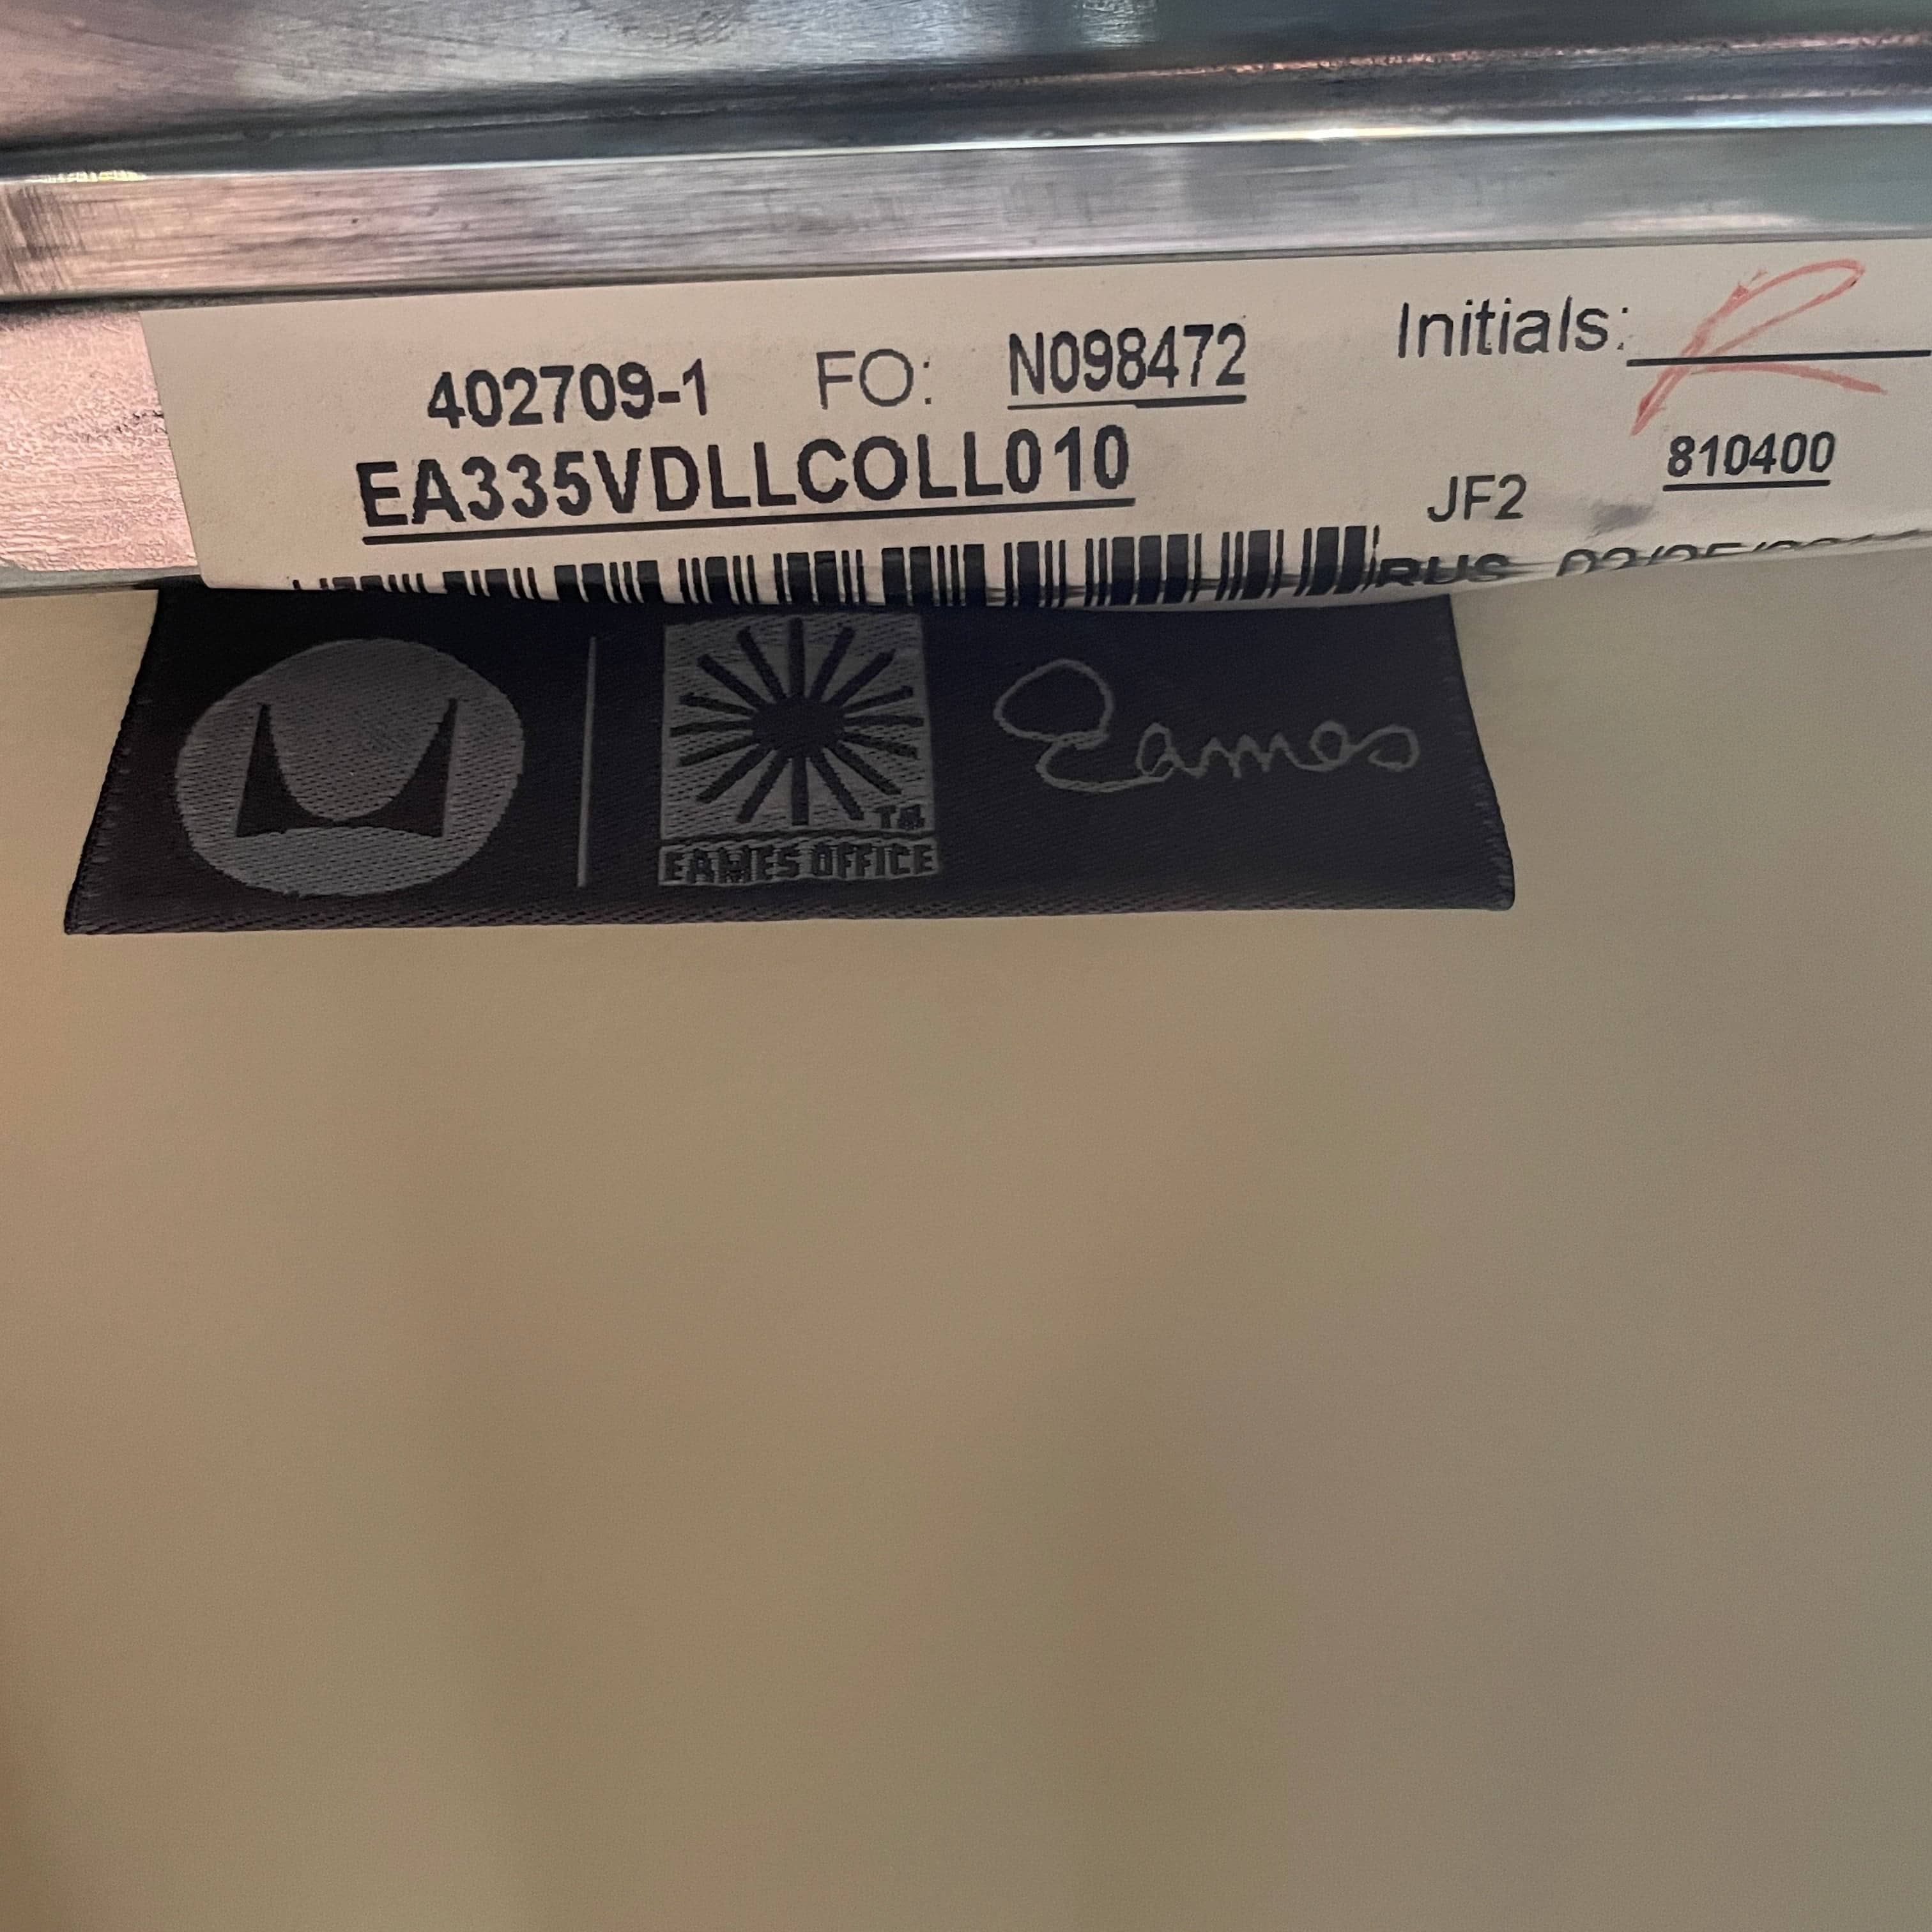 402709-1 FO: N098472 Initials: R
EA335VDLLCOLL010 JF2 810400
EAMES OFFICE TM
Eames